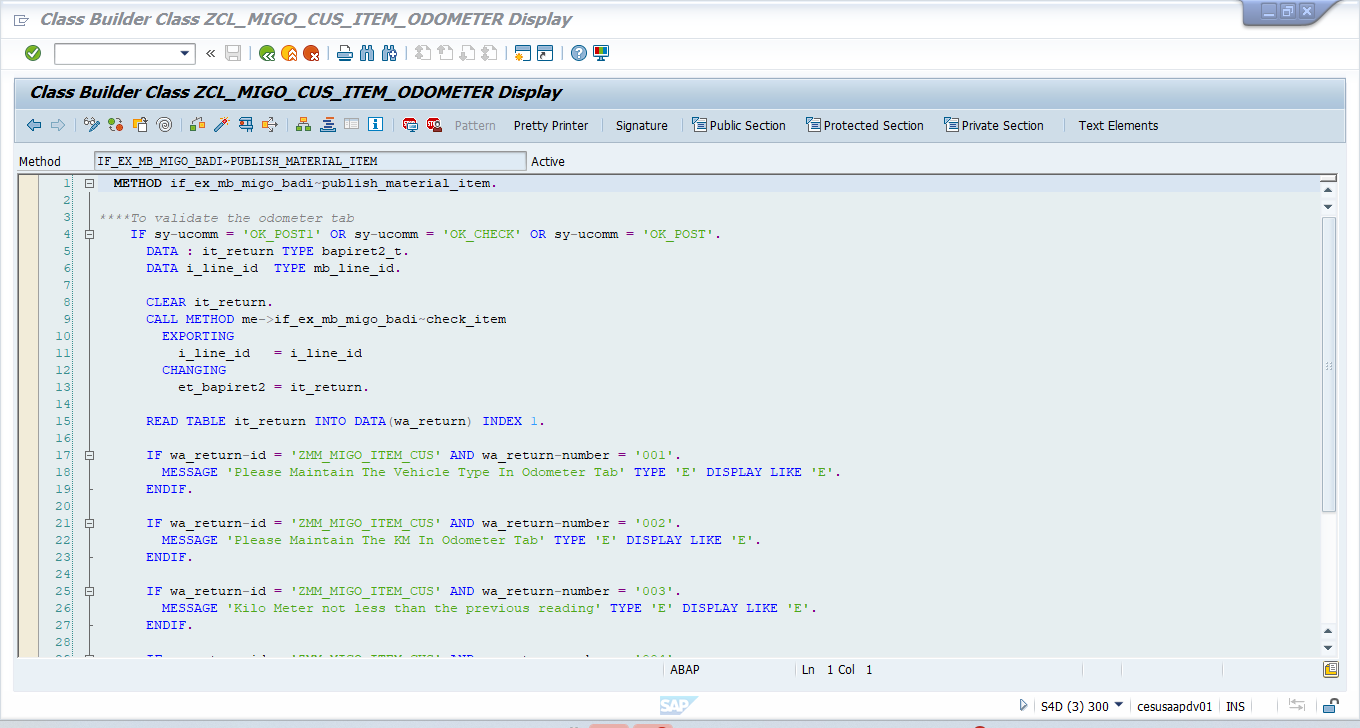 Class Builder Class ZCL_MIGO_CUS_ITEM_ODOMETER Display
Class Builder Class ZCL_MIGO_CUS_ITEM_ODOMETER Display
Pattern Pretty Printer Signature Public Section Protected Section Private Section Text Elements
Method IF_EX_MB_MIGO_BADI~PUBLISH_MATERIAL_ITEM Active
1 METHOD if_ex_mb_migo_badi~publish_material_item.
2
3 ****To validate the odometer tab
4 IF sy-ucomm = 'OK_POST1' OR sy-ucomm = 'OK_CHECK' OR sy-ucomm = 'OK_POST'.
5 DATA : it_return TYPE bapiret2_t.
6 DATA i_line_id  TYPE mb_line_id.
7
8 CLEAR it_return.
9 CALL METHOD me->if_ex_mb_migo_badi~check_item
10 EXPORTING
11 i_line_id   = i_line_id
12 CHANGING
13 et_bapiret2 = it_return.
14
15 READ TABLE it_return INTO DATA(wa_return) INDEX 1.
16
17 IF wa_return-id = 'ZMM_MIGO_ITEM_CUS' AND wa_return-number = '001'.
18 MESSAGE 'Please Maintain The Vehicle Type In Odometer Tab' TYPE 'E' DISPLAY LIKE 'E'.
19 ENDIF.
20
21 IF wa_return-id = 'ZMM_MIGO_ITEM_CUS' AND wa_return-number = '002'.
22 MESSAGE 'Please Maintain The KM In Odometer Tab' TYPE 'E' DISPLAY LIKE 'E'.
23 ENDIF.
24
25 IF wa_return-id = 'ZMM_MIGO_ITEM_CUS' AND wa_return-number = '003'.
26 MESSAGE 'Kilo Meter not less than the previous reading' TYPE 'E' DISPLAY LIKE 'E'.
27 ENDIF.
28
ABAP Ln 1 Col 1
SAP
S4D (3) 300 cesusaapdv01 INS